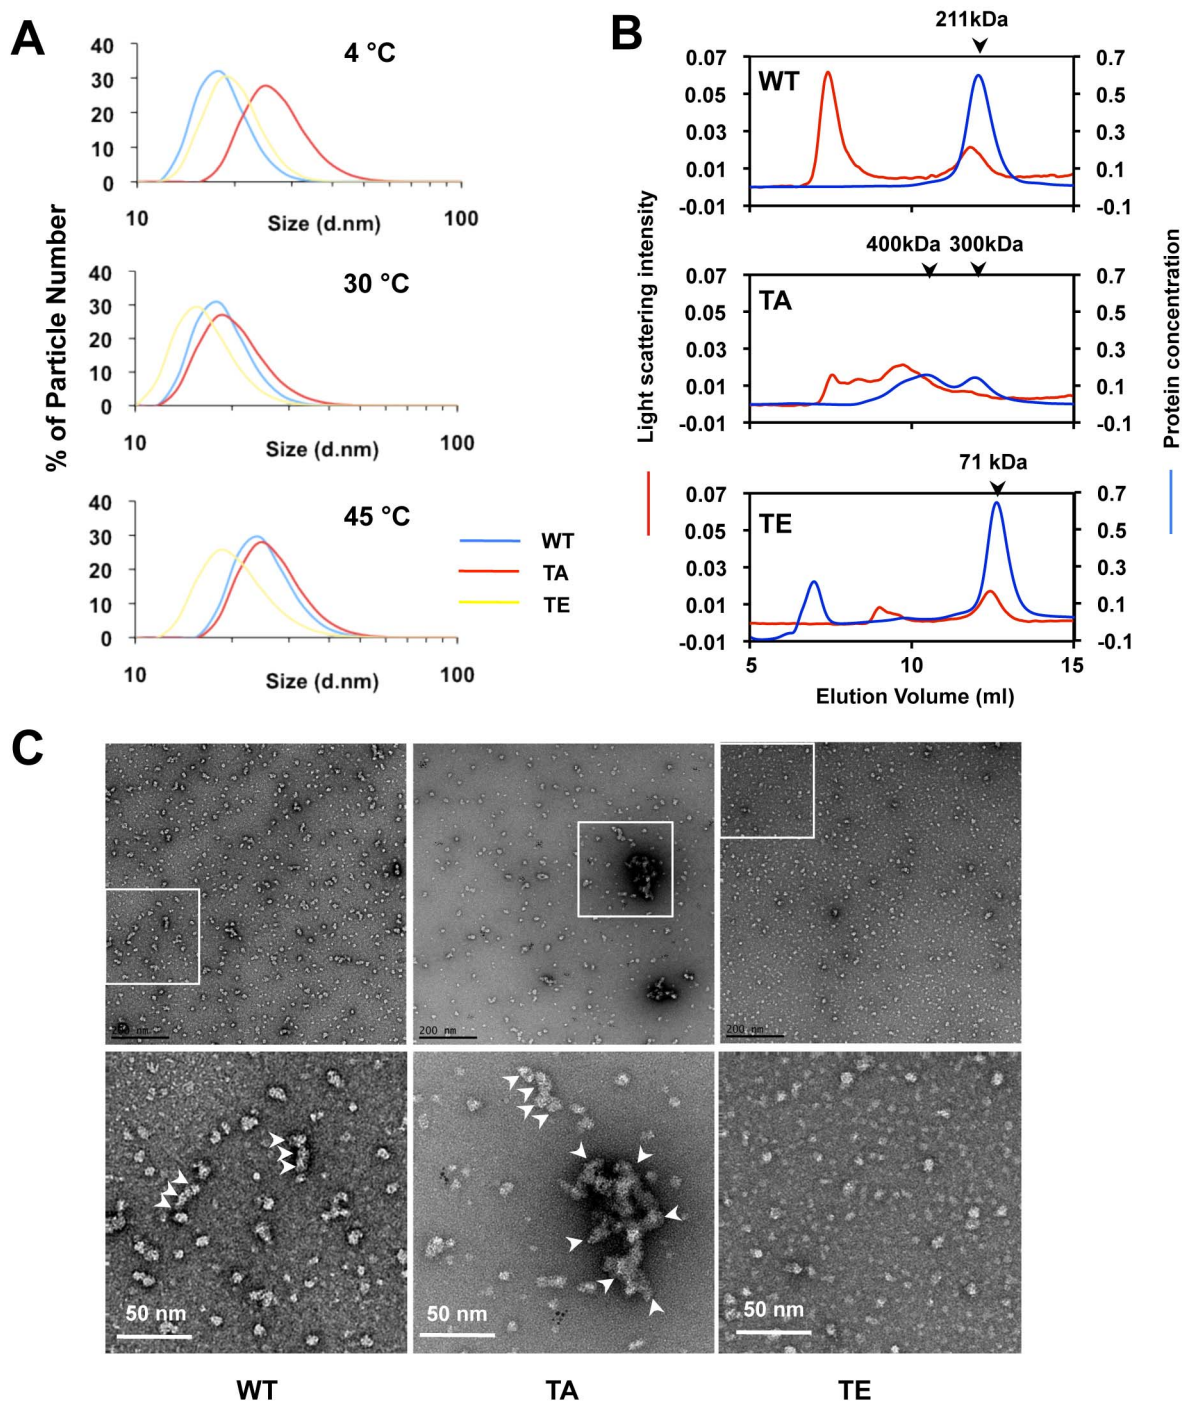 A
4 °C
40
30
20
10
0
10
Size (d.nm)
100
30 °C
40
30
20
10
0
10
Size (d.nm)
100
45 °C
40
30
20
10
0
10
Size (d.nm)
100
% of Particle Number
WT
TA
TE
B
211kDa
WT
0.07
0.05
0.03
0.01
-0.01
0.7
0.5
0.3
0.1
-0.1
400kDa 300kDa
TA
0.07
0.05
0.03
0.01
-0.01
0.7
0.5
0.3
0.1
-0.1
71 kDa
TE
0.07
0.05
0.03
0.01
-0.01
0.7
0.5
0.3
0.1
-0.1
5
10
15
Elution Volume (ml)
Light scattering intensity
Protein concentration
C
200 nm
200 nm
200 nm
50 nm
50 nm
50 nm
WT
TA
TE